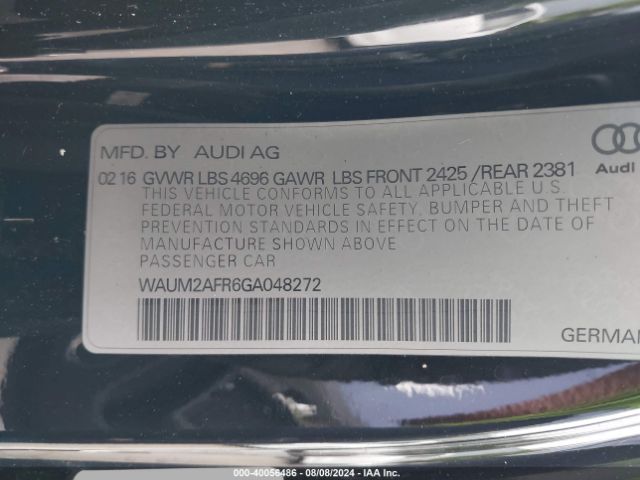 MFD. BY AUDI AG
Audi
02 16 GVWR LBS 4696 GAWR LBS FRONT 2425 /REAR 2381
THIS VEHICLE CONFORMS TO ALL APPLICABLE U.S.
FEDERAL MOTOR VEHICLE SAFETY, BUMPER AND THEFT
PREVENTION STANDARDS IN EFFECT ON THE DATE OF
MANUFACTURE SHOWN ABOVE
PASSENGER CAR
WAUM2AFR6GA048272
GERMAN
000-40056486 - 08/08/2024 - IAA Inc.